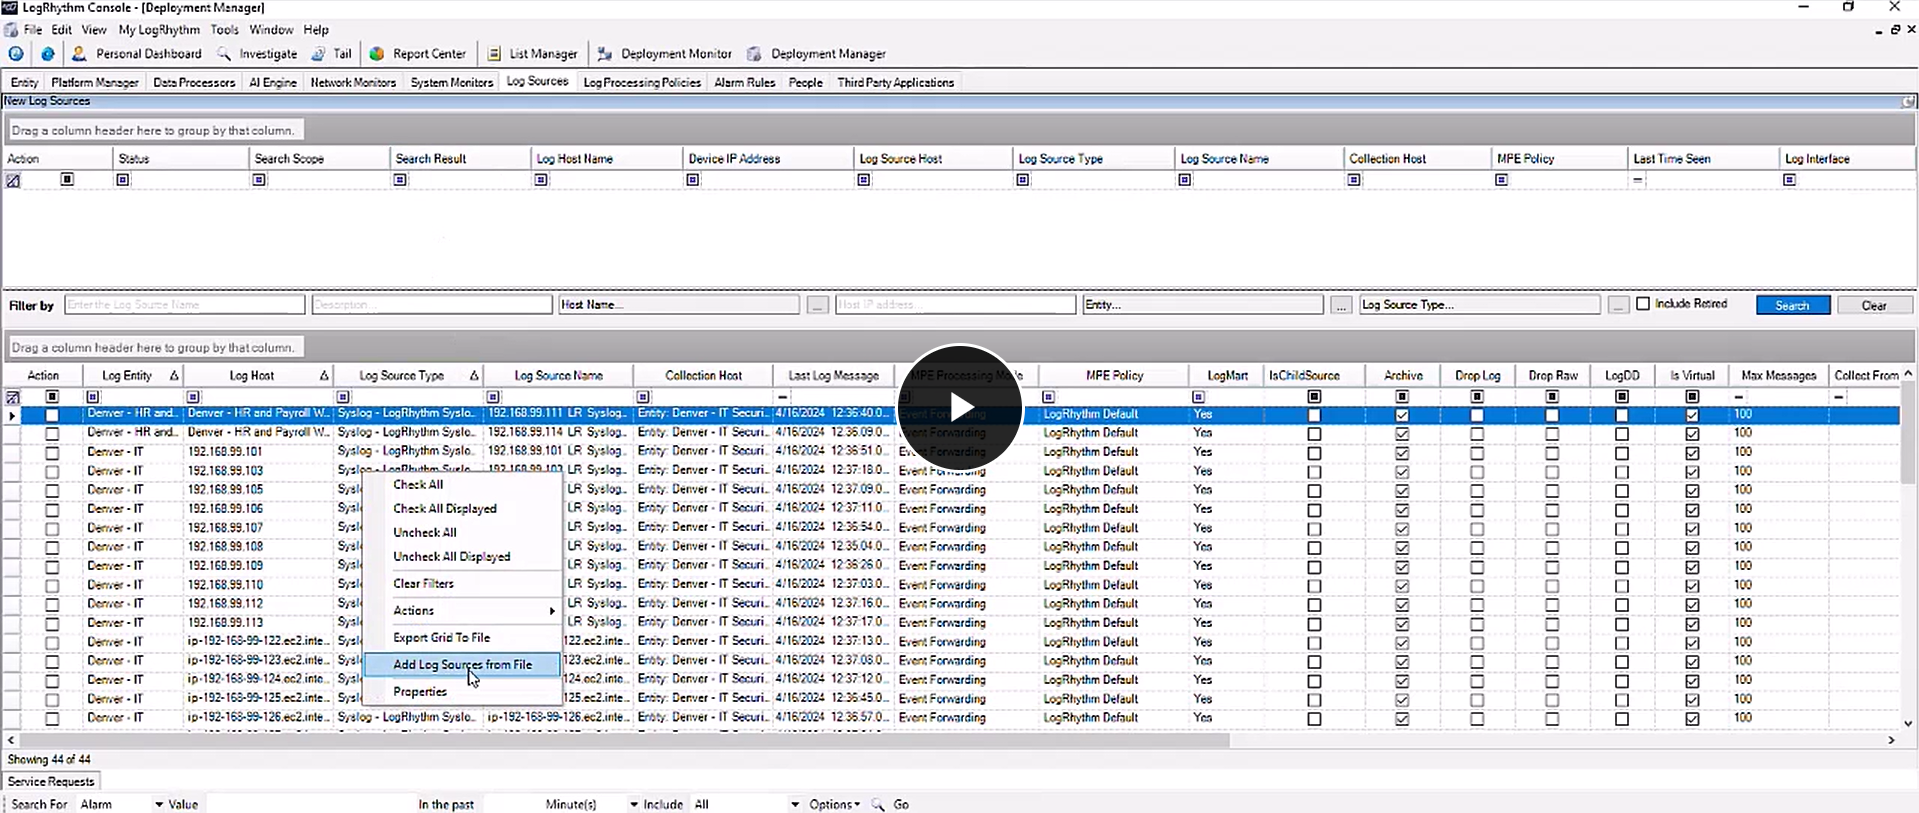 LogRhythm Console - [Deployment Manager]
File Edit View My LogRhythm Tools Window Help
Personal Dashboard Investigate Tail Report Center List Manager Deployment Monitor Deployment Manager
Entity Platform Manager Data Processors AI Engine Network Monitors System Monitors Log Sources Log Processing Policies Alarm Rules People Third Party Applications
New Log Sources
Drag a column header here to group by that column.
Action Status Search Scope Search Result Log Host Name Device IP Address Log Source Host Log Source Type Log Source Name Collection Host MPE Policy Last Time Seen Log Interface
Filter by Enter the Log Source Name Description... Host Name... ... Host IP address... Entity... ... Log Source Type... ... Include Retired Search Clear
Drag a column header here to group by that column.
Action Log Entity Log Host Log Source Type Log Source Name Collection Host Last Log Message MPE Processing Mode MPE Policy LogMart IsChildSource Archive Drop Log Drop Raw LogDD Is Virtual Max Messages Collect From
Denver - HR and... Denver - HR and Payroll W... Syslog - LogRhythm Syslo... 192.168.99.111 LR Syslog... Entity: Denver - IT Securi... 4/16/2024 12:36:40.0... LogRhythm Default Yes 100
Denver - HR and... Denver - HR and Payroll W... Syslog - LogRhythm Syslo... 192.168.99.114 LR Syslog... Entity: Denver - IT Securi... 4/16/2024 12:36:09.0... Event Forwarding LogRhythm Default Yes 100
Denver - IT 192.168.99.101 Syslog - LogRhythm Syslo... 192.168.99.101 LR Syslog... Entity: Denver - IT Securi... 4/16/2024 12:36:51.0... Event Forwarding LogRhythm Default Yes 100
Denver - IT 192.168.99.103 Syslog - LogRhythm Syslo... 192.168.99.103 LR Syslog... Entity: Denver - IT Securi... 4/16/2024 12:37:18.0... Event Forwarding LogRhythm Default Yes 100
Denver - IT 192.168.99.105 Syslo LR Syslog... Entity: Denver - IT Securi... 4/16/2024 12:37:09.0... Event Forwarding LogRhythm Default Yes 100
Denver - IT 192.168.99.106 Syslo LR Syslog... Entity: Denver - IT Securi... 4/16/2024 12:37:11.0... Event Forwarding LogRhythm Default Yes 100
Denver - IT 192.168.99.107 Syslo LR Syslog... Entity: Denver - IT Securi... 4/16/2024 12:36:54.0... Event Forwarding LogRhythm Default Yes 100
Denver - IT 192.168.99.108 Syslo LR Syslog... Entity: Denver - IT Securi... 4/16/2024 12:35:04.0... Event Forwarding LogRhythm Default Yes 100
Denver - IT 192.168.99.109 Syslo LR Syslog... Entity: Denver - IT Securi... 4/16/2024 12:36:26.0... Event Forwarding LogRhythm Default Yes 100
Denver - IT 192.168.99.110 Syslo LR Syslog... Entity: Denver - IT Securi... 4/16/2024 12:37:03.0... Event Forwarding LogRhythm Default Yes 100
Denver - IT 192.168.99.112 Syslo LR Syslog... Entity: Denver - IT Securi... 4/16/2024 12:37:16.0... Event Forwarding LogRhythm Default Yes 100
Denver - IT 192.168.99.113 Syslo LR Syslog... Entity: Denver - IT Securi... 4/16/2024 12:37:17.0... Event Forwarding LogRhythm Default Yes 100
Denver - IT ip-192-168-99-122.ec2.inte... Syslo 122.ec2.inte... Entity: Denver - IT Securi... 4/16/2024 12:37:13.0... Event Forwarding LogRhythm Default Yes 100
Denver - IT ip-192-168-99-123.ec2.inte... Syslo 123.ec2.inte... Entity: Denver - IT Securi... 4/16/2024 12:37:08.0... Event Forwarding LogRhythm Default Yes 100
Denver - IT ip-192-168-99-124.ec2.inte... Syslo 124.ec2.inte... Entity: Denver - IT Securi... 4/16/2024 12:37:12.0... Event Forwarding LogRhythm Default Yes 100
Denver - IT ip-192-168-99-125.ec2.inte... Syslo 125.ec2.inte... Entity: Denver - IT Securi... 4/16/2024 12:36:45.0... Event Forwarding LogRhythm Default Yes 100
Denver - IT ip-192-168-99-126.ec2.inte... Syslog - LogRhythm Syslo... ip-192-168-99-126.ec2.inte... Entity: Denver - IT Securi... 4/16/2024 12:36:57.0... Event Forwarding LogRhythm Default Yes 100
Check All
Check All Displayed
Uncheck All
Uncheck All Displayed
Clear Filters
Actions
Export Grid To File
Add Log Sources from File
Properties
Showing 44 of 44
Service Requests
Search For Alarm Value In the past Minute(s) Include All Options Go